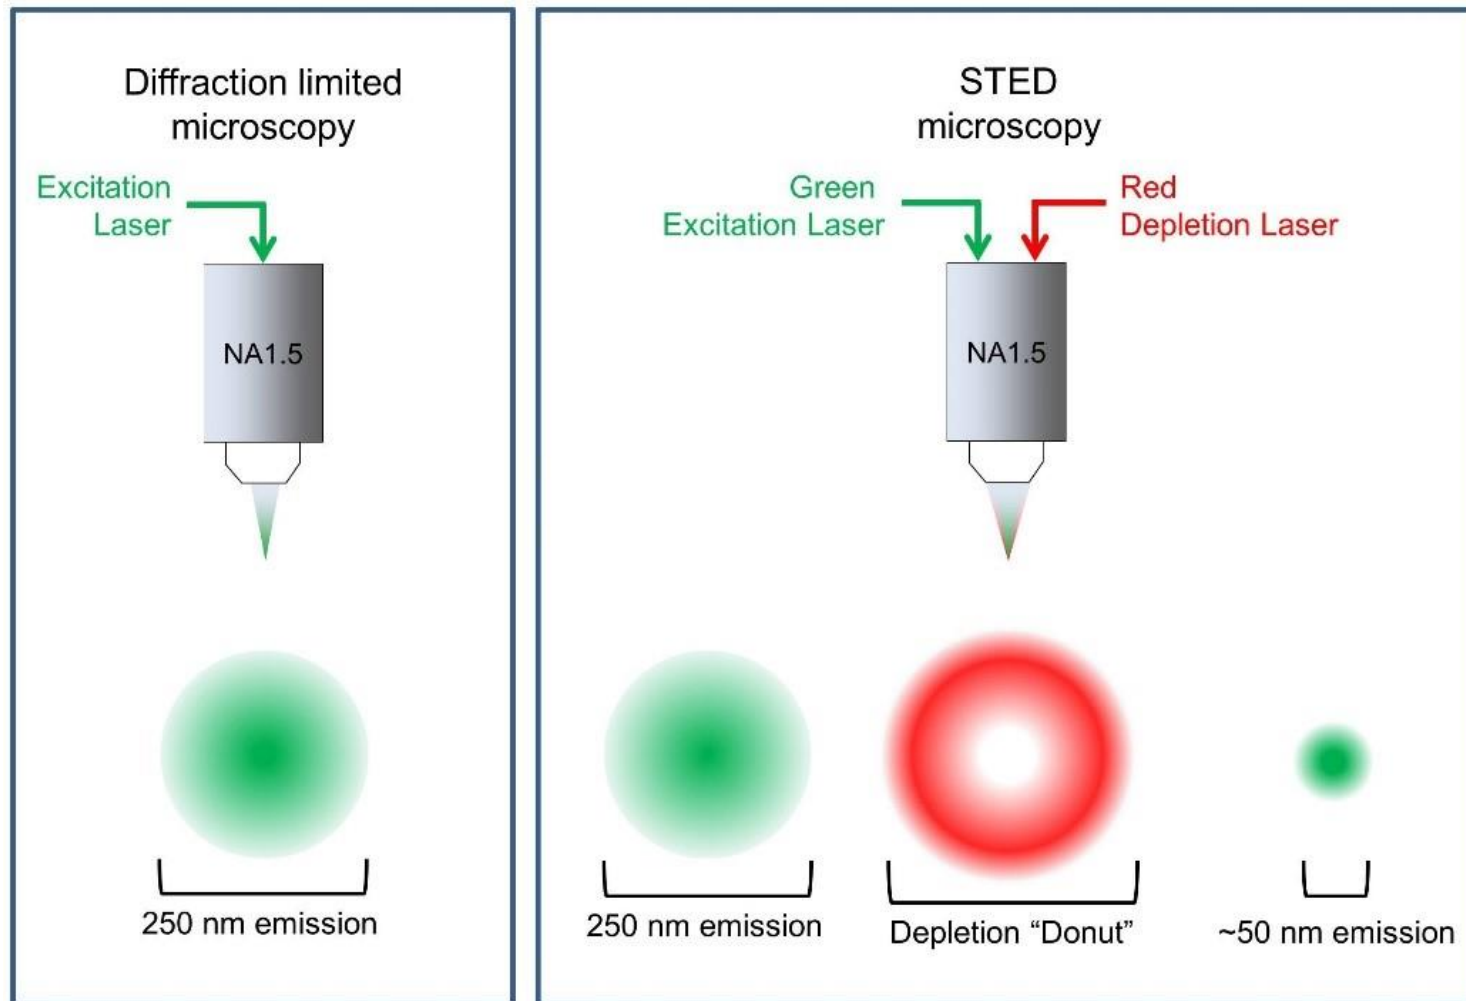 Diffraction limited
microscopy
Excitation
Laser
NA1.5
250 nm emission
STED
microscopy
Green
Excitation Laser
Red
Depletion Laser
NA1.5
250 nm emission
Depletion “Donut”
~50 nm emission